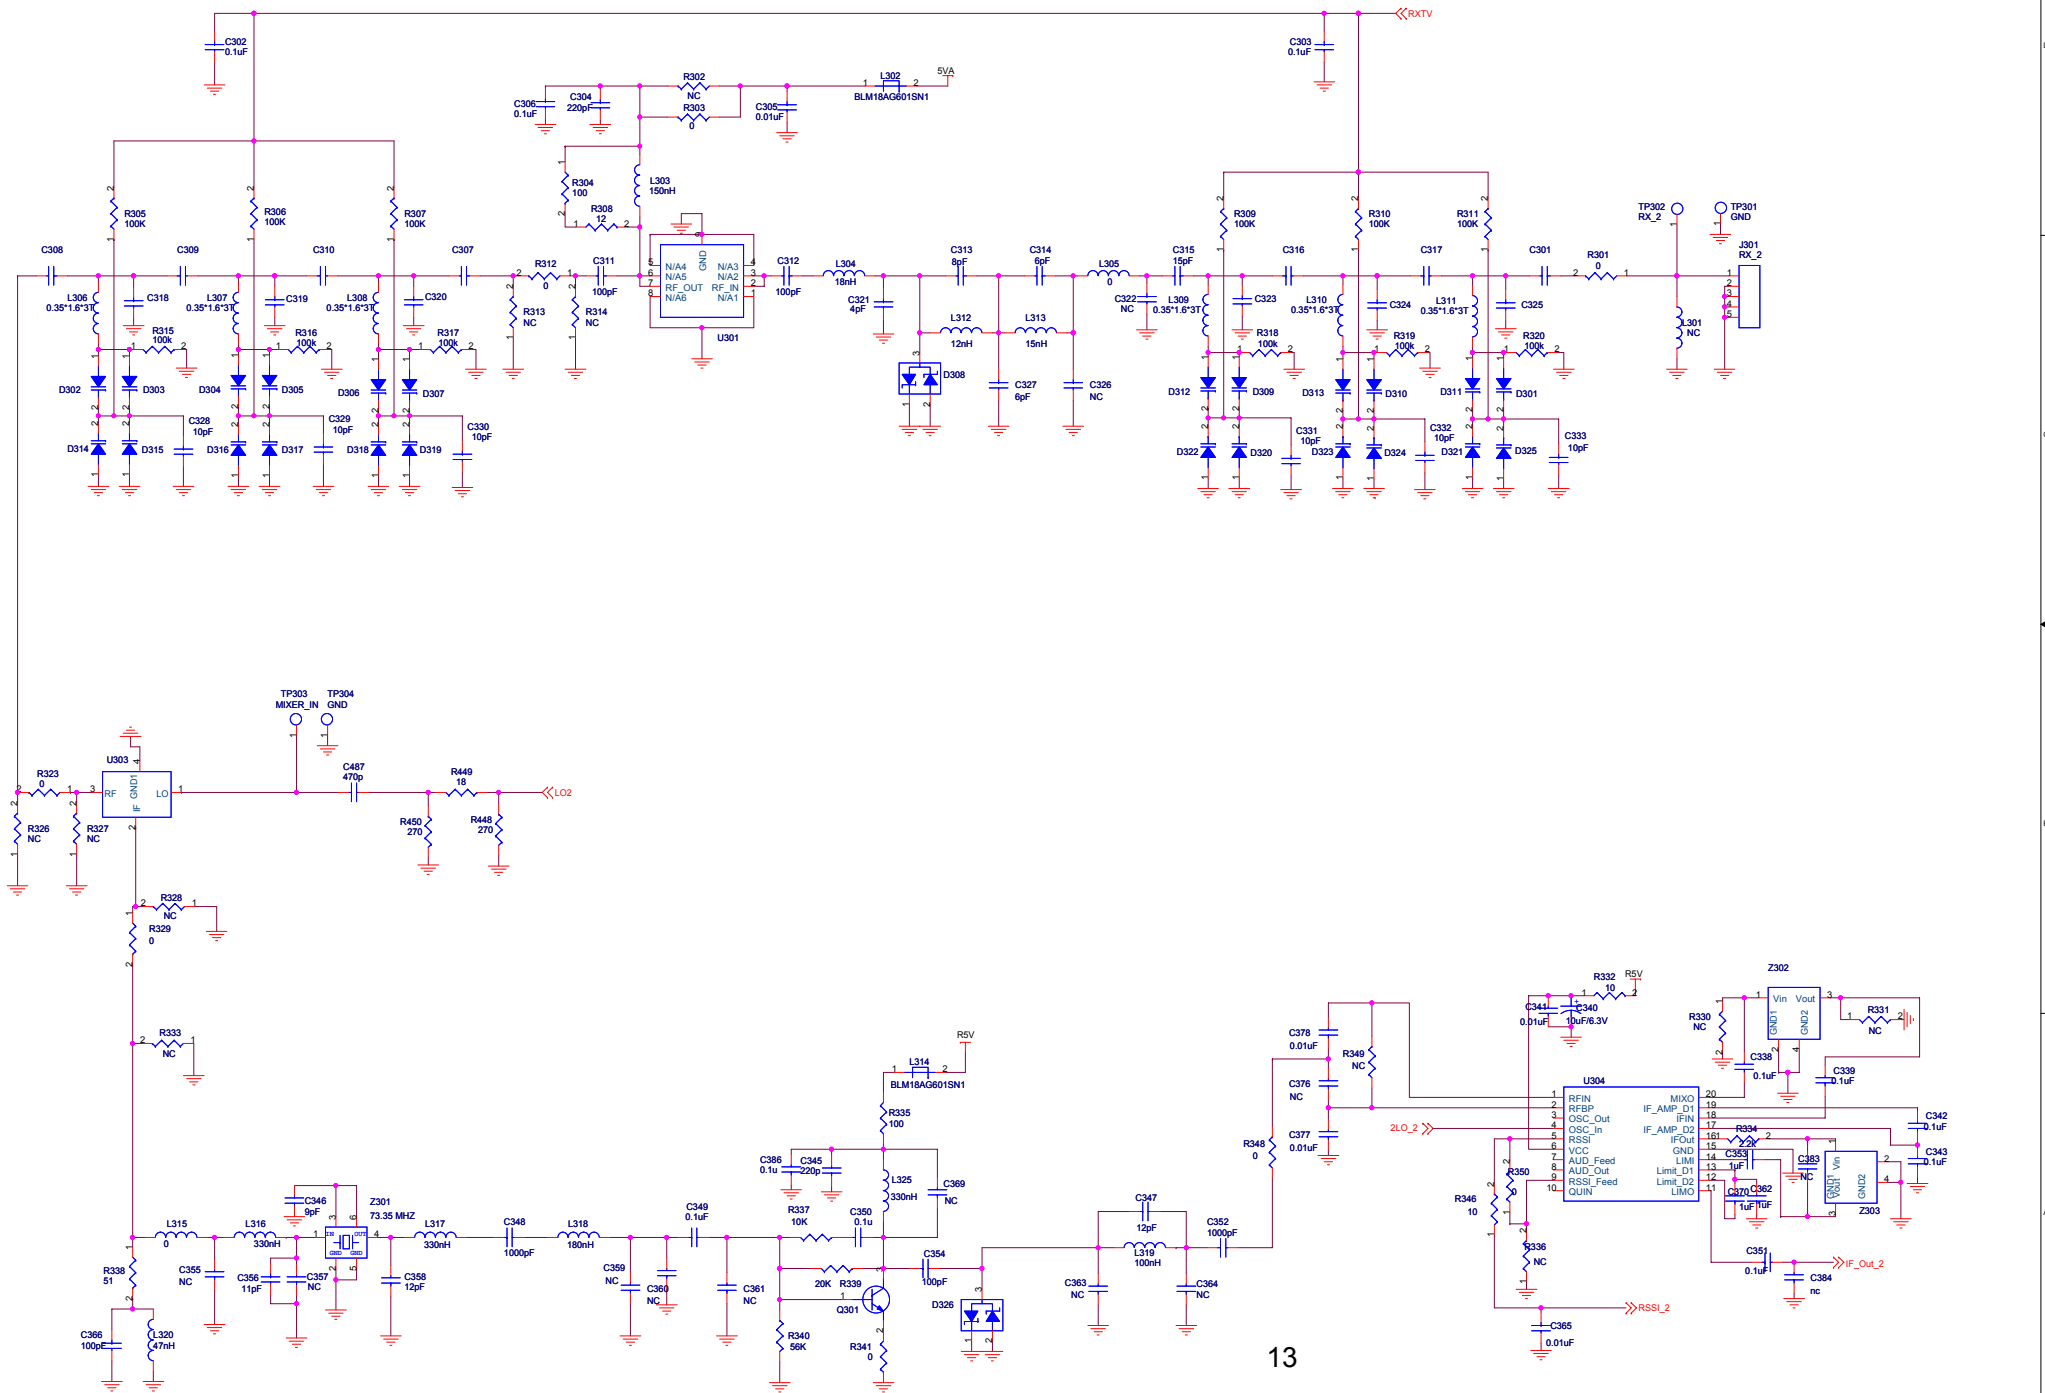 RXTV
C302
0.1uF
C303
0.1uF
R302
NC
R303
0
L302
BLM18AG601SN1
1
2
5VA
C306
0.1uF
C304
220pF
C305
0.01uF
R304
100
L303
150nH
R308
12
R305
100K
R306
100K
R307
100K
R309
100K
R310
100K
R311
100K
TP302
RX_2
TP301
GND
J301
RX_2
C308
C309
C310
C307
R312
0
C311
100pF
N/A4
N/A5
RF_OUT
N/A6
GND
N/A3
N/A2
RF_IN
N/A1
U301
C312
100pF
L304
18nH
C313
8pF
C314
6pF
L305
0
C315
15pF
C316
C317
C301
R301
0
L306
0.35*1.6*3T
C318
L307
0.35*1.6*3T
C319
L308
0.35*1.6*3T
C320
R313
NC
R314
NC
C321
4pF
C322
NC
L309
0.35*1.6*3T
C323
L310
0.35*1.6*3T
C324
L311
0.35*1.6*3T
C325
L301
NC
R315
100k
R316
100k
R317
100k
L312
12nH
L313
15nH
R318
100k
R319
100k
R320
100k
D302
D303
D304
D305
D306
D307
D308
C327
6pF
C326
NC
D312
D309
D313
D310
D311
D301
D314
D315
C328
10pF
D316
D317
C329
10pF
D318
D319
C330
10pF
D322
D320
C331
10pF
D323
D324
C332
10pF
D321
D325
C333
10pF
TP303
MIXER_IN
TP304
GND
U303
RF
GND1
IF
LO
R323
0
R326
NC
R327
NC
C487
470p
R449
18
LO2
R450
270
R448
270
R328
NC
R329
0
R333
NC
L314
BLM18AG601SN1
R5V
R335
100
C386
0.1u
C345
220p
L325
330nH
C369
NC
C346
9pF
Z301
73.35 MHZ
IN
OUT
GND
GND
L315
0
L316
330nH
L317
330nH
C348
1000pF
L318
180nH
C349
0.1uF
R337
10K
C350
0.1u
C354
100pF
R338
51
C355
NC
C356
11pF
C357
NC
C358
12pF
C359
NC
C360
NC
C361
NC
20K
R339
Q301
C366
100pF
L320
47nH
R340
56K
R341
0
D326
C347
12pF
L319
100nH
C352
1000pF
C363
NC
C364
NC
R348
0
C378
0.01uF
R349
NC
C376
NC
C377
0.01uF
2LO_2
C341
0.01uF
C340
10uF/6.3V
R332
10
R5V
U304
RFIN
RFBP
OSC_Out
OSC_In
RSSI
VCC
AUD_Feed
AUD_Out
RSSI_Feed
QUIN
MIXO
IF_AMP_D1
IFIN
IF_AMP_D2
IFOut
GND
LIMI
Limit_D1
Limit_D2
LIMO
R330
NC
Z302
Vin
Vout
GND1
GND2
R331
NC
C338
0.1uF
C339
0.1uF
C342
0.1uF
C343
0.1uF
R334
2.2k
C353
1uF
C383
NC
C370
1uF
C362
1uF
Vin
GND1
Vout
GND2
Z303
R350
0
R346
10
R336
NC
C351
0.1uF
IF_Out_2
C384
nc
RSSI_2
C365
0.01uF
13